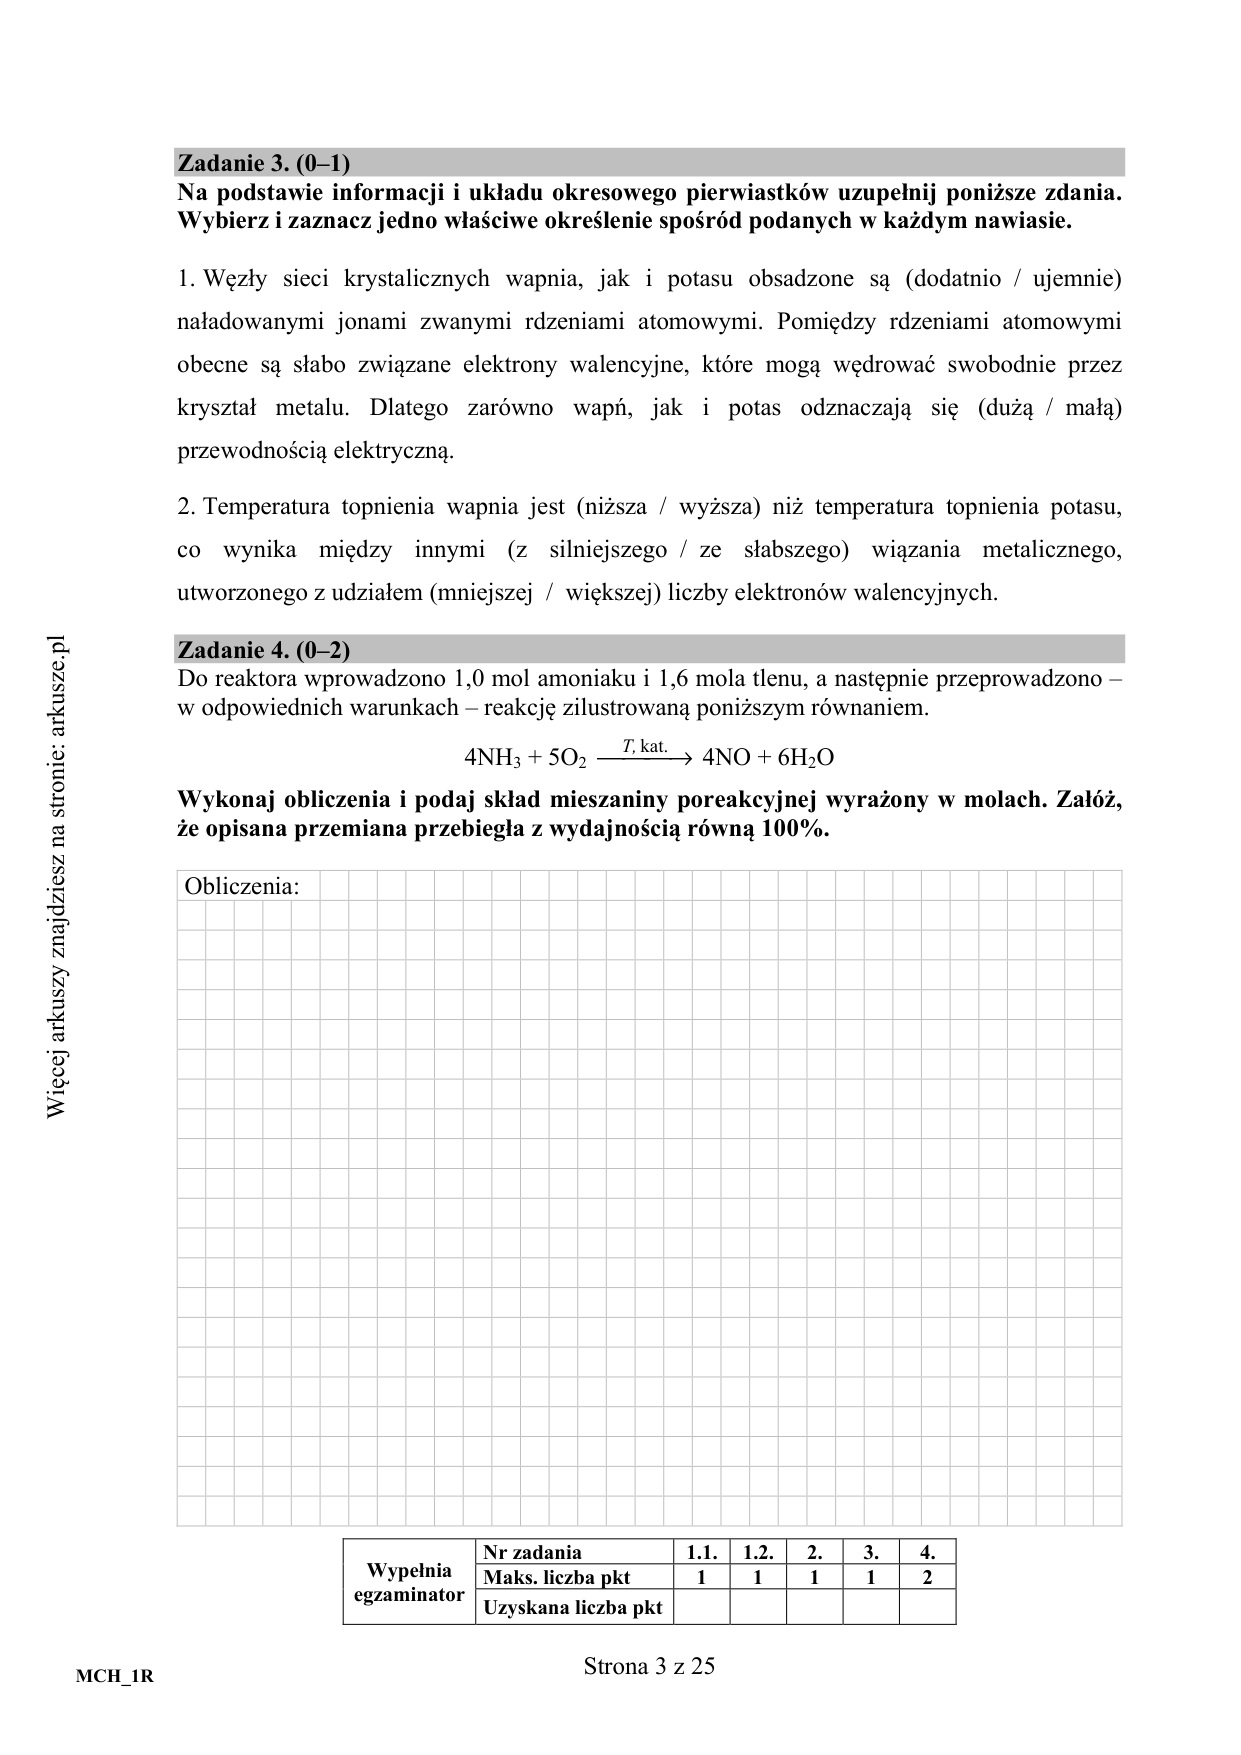 Zadanie 3. (0–1)
Na podstawie informacji i układu okresowego pierwiastków uzupełnij poniższe zdania.
Wybierz i zaznacz jedno właściwe określenie spośród podanych w każdym nawiasie.
1. Węzły sieci krystalicznych wapnia, jak i potasu obsadzone są (dodatnio / ujemnie)
naładowanymi jonami zwanymi rdzeniami atomowymi. Pomiędzy rdzeniami atomowymi
obecne są słabo związane elektrony walencyjne, które mogą wędrować swobodnie przez
kryształ metalu. Dlatego zarówno wapń, jak i potas odznaczają się (dużą / małą)
przewodnością elektryczną.
2. Temperatura topnienia wapnia jest (niższa / wyższa) niż temperatura topnienia potasu,
co wynika między innymi (z silniejszego / ze słabszego) wiązania metalicznego,
utworzonego z udziałem (mniejszej / większej) liczby elektronów walencyjnych.
Zadanie 4. (0–2)
Do reaktora wprowadzono 1,0 mol amoniaku i 1,6 mola tlenu, a następnie przeprowadzono –
w odpowiednich warunkach – reakcję zilustrowaną poniższym równaniem.
4NH₃ + 5O₂ T, kat. → 4NO + 6H₂O
Wykonaj obliczenia i podaj skład mieszaniny poreakcyjnej wyrażony w molach. Załóż,
że opisana przemiana przebiegła z wydajnością równą 100%.
Obliczenia:
Wypełnia egzaminator
Nr zadania 1.1. 1.2. 2. 3. 4.
Maks. liczba pkt 1 1 1 1 2
Uzyskana liczba pkt
MCH_1R
Strona 3 z 25
Więcej arkuszy znajdziesz na stronie: arkusze.pl